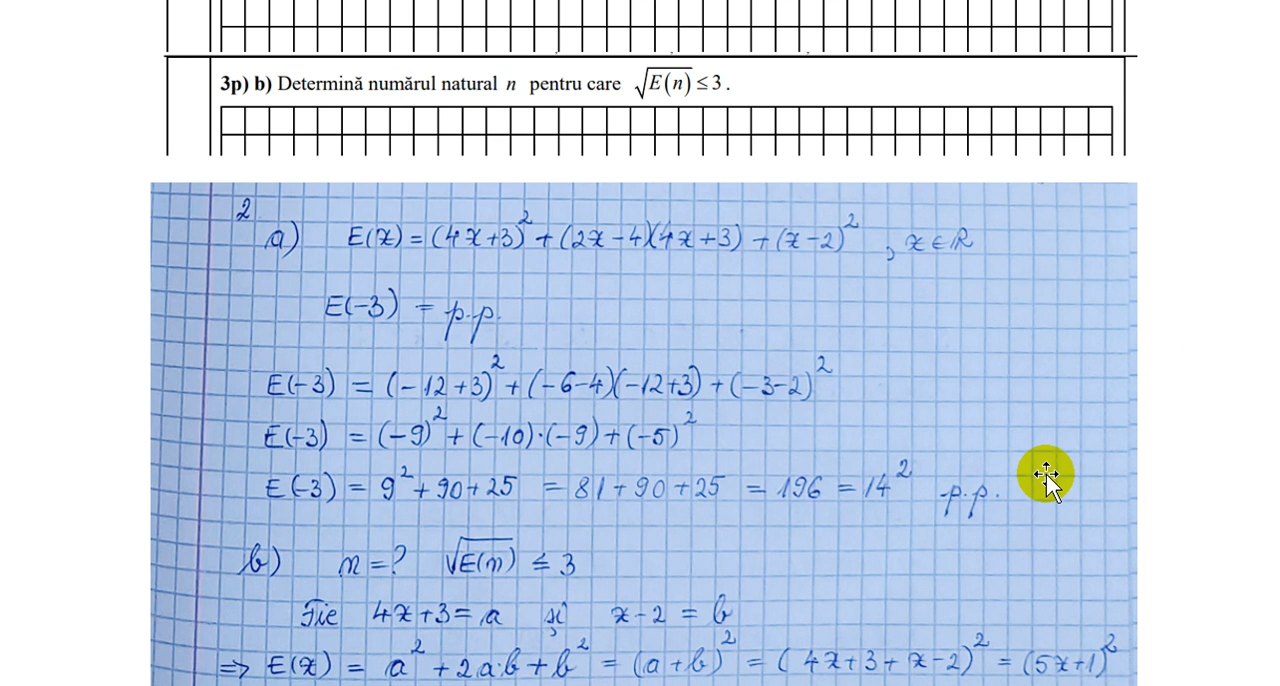 3p) b) Determină numărul natural n pentru care √E(n) ≤ 3 .
2
a) E(x) = (4x+3)² + (2x-4)(4x+3) + (x-2)² , x ∈ ℝ
E(-3) = p.p.
E(-3) = (-12+3)² + (-6-4)(-12+3) + (-3-2)²
E(-3) = (-9)² + (-10)·(-9) + (-5)²
E(-3) = 9² + 90 + 25 = 81 + 90 + 25 = 196 = 14² p.p.
b) n = ? √E(n) ≤ 3
Fie 4x+3 = a și x-2 = b
⇒ E(x) = a² + 2a·b + b² = (a+b)² = (4x+3+x-2)² = (5x+1)²